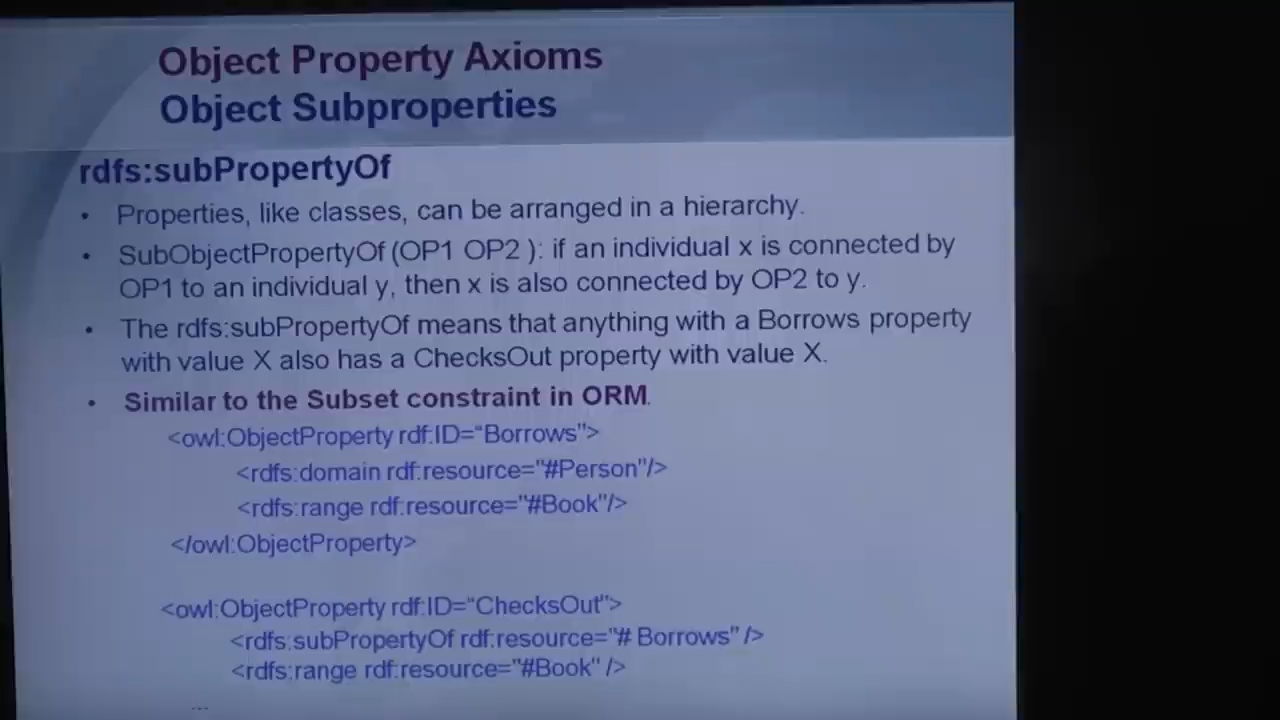 Object Property Axioms
Object Subproperties
rdfs:subPropertyOf
• Properties, like classes, can be arranged in a hierarchy.
• SubObjectPropertyOf (OP1 OP2 ): if an individual x is connected by
OP1 to an individual y, then x is also connected by OP2 to y.
• The rdfs:subPropertyOf means that anything with a Borrows property
with value X also has a ChecksOut property with value X.
• Similar to the Subset constraint in ORM.
<owl:ObjectProperty rdf:ID=“Borrows">
<rdfs:domain rdf:resource="#Person"/>
<rdfs:range rdf:resource="#Book"/>
</owl:ObjectProperty>
<owl:ObjectProperty rdf:ID=“ChecksOut">
<rdfs:subPropertyOf rdf:resource="# Borrows" />
<rdfs:range rdf:resource="#Book" />
...